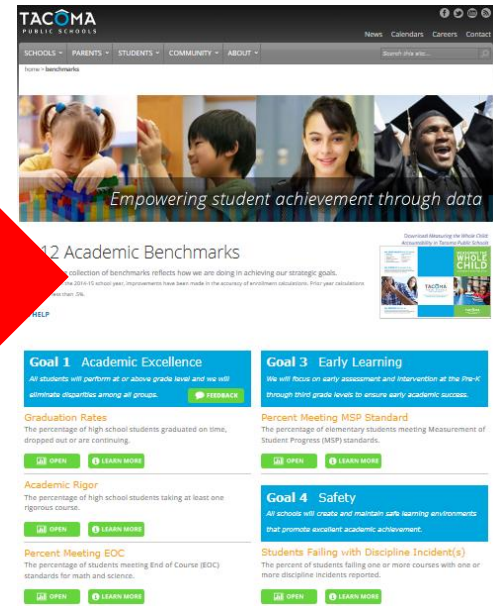 TACOMA
PUBLIC SCHOOLS
News Calendars Careers Contact
SCHOOLS PARENTS STUDENTS COMMUNITY ABOUT
Search this site...
home > benchmarks
Empowering student achievement through data
12 Academic Benchmarks
collection of benchmarks reflects how we are doing in achieving our strategic goals.
the 2014-15 school year, improvements have been made in the accuracy of enrollment calculations. Prior year calculations
less than .5%.
HELP
Download Measuring the Whole Child:
Accountability in Tacoma Public Schools
WHOLE
CHILD
TACOMA
Goal 1 Academic Excellence
All students will perform at or above grade level and we will
eliminate disparities among all groups.
FEEDBACK
Graduation Rates
The percentage of high school students graduated on time,
dropped out or are continuing.
OPEN LEARN MORE
Academic Rigor
The percentage of high school students taking at least one
rigorous course.
OPEN LEARN MORE
Percent Meeting EOC
The percentage of students meeting End of Course (EOC)
standards for math and science.
OPEN LEARN MORE
Goal 3 Early Learning
We will focus on early assessment and intervention at the Pre-K
through third grade levels to ensure early academic success.
Percent Meeting MSP Standard
The percentage of elementary students meeting Measurement of
Student Progress (MSP) standards.
OPEN LEARN MORE
Goal 4 Safety
All schools will create and maintain safe learning environments
that promote excellent academic achievement.
Students Failing with Discipline Incident(s)
The percent of students failing one or more courses with one or
more discipline incidents reported.
OPEN LEARN MORE